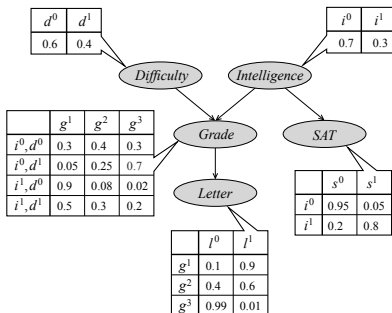 d⁰ d¹
0.6 0.4
i⁰ i¹
0.7 0.3
Difficulty
Intelligence
g¹ g² g³
i⁰,d⁰ 0.3 0.4 0.3
i⁰,d¹ 0.05 0.25 0.7
i¹,d⁰ 0.9 0.08 0.02
i¹,d¹ 0.5 0.3 0.2
Grade
SAT
Letter
s⁰ s¹
i⁰ 0.95 0.05
i¹ 0.2 0.8
l⁰ l¹
g¹ 0.1 0.9
g² 0.4 0.6
g³ 0.99 0.01